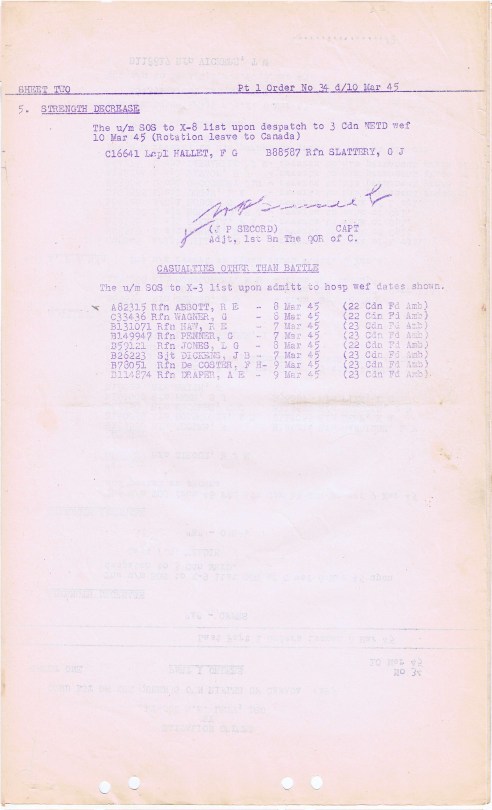 SHEET TWO Pt 1 Order No 34 d/10 Mar 45
5. STRENGTH DECREASE
The u/m SOS to X-8 list upon despatch to 3 Cdn NETD wef
10 Mar 45 (Rotation leave to Canada)
C16641 Lcpl HALLET, F G B88587 Rfn SLATTERY, G J
(J P SECORD) CAPT
Adjt, 1st Bn The QOR of C.
CASUALTIES OTHER THAN BATTLE
The u/m SOS to X-3 list upon admitt to hosp wef dates shown.
A82315 Rfn ABBOTT, R E - 8 Mar 45 (22 Cdn Fd Amb)
C33436 Rfn WAGNER, G - 8 Mar 45 (22 Cdn Fd Amb)
B131071 Rfn HAW, R E - 7 Mar 45 (23 Cdn Fd Amb)
B149947 Rfn PENNER, G - 7 Mar 45 (23 Cdn Fd Amb)
D59121 Rfn JONES, L G - 8 Mar 45 (22 Cdn Fd Amb)
B26223 Sjt DICKENS, J B - 7 Mar 45 (23 Cdn Fd Amb)
B78051 Rfn De COSTER, F H- 9 Mar 45 (23 Cdn Fd Amb)
B114874 Rfn DRAPER, A E - 9 Mar 45 (23 Cdn Fd Amb).